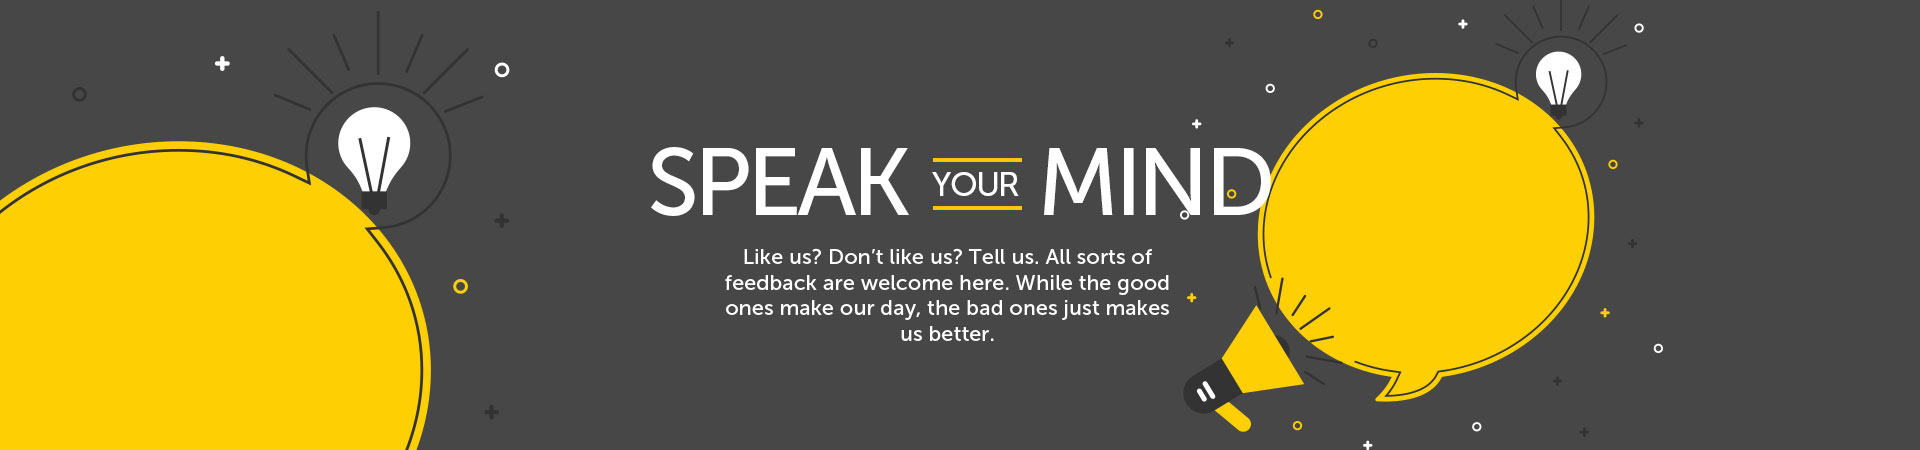 SPEAK YOUR MIND
Like us? Don’t like us? Tell us. All sorts of
feedback are welcome here. While the good
ones make our day, the bad ones just makes
us better.